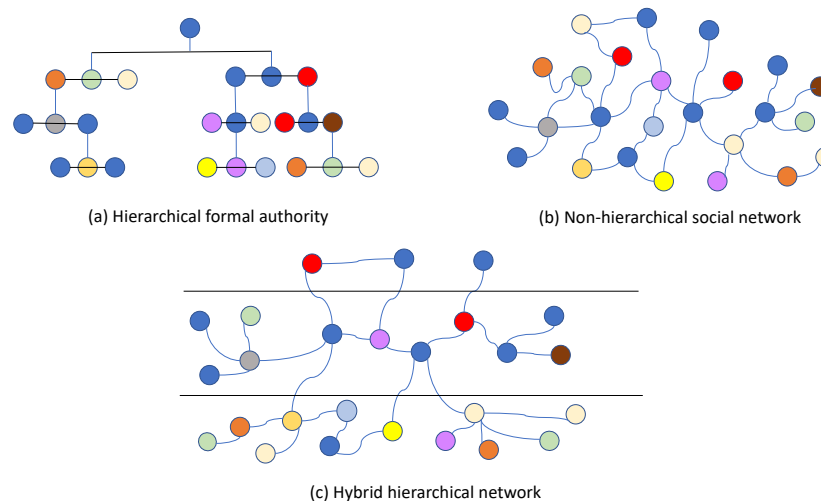 (a) Hierarchical formal authority
(b) Non-hierarchical social network
(c) Hybrid hierarchical network